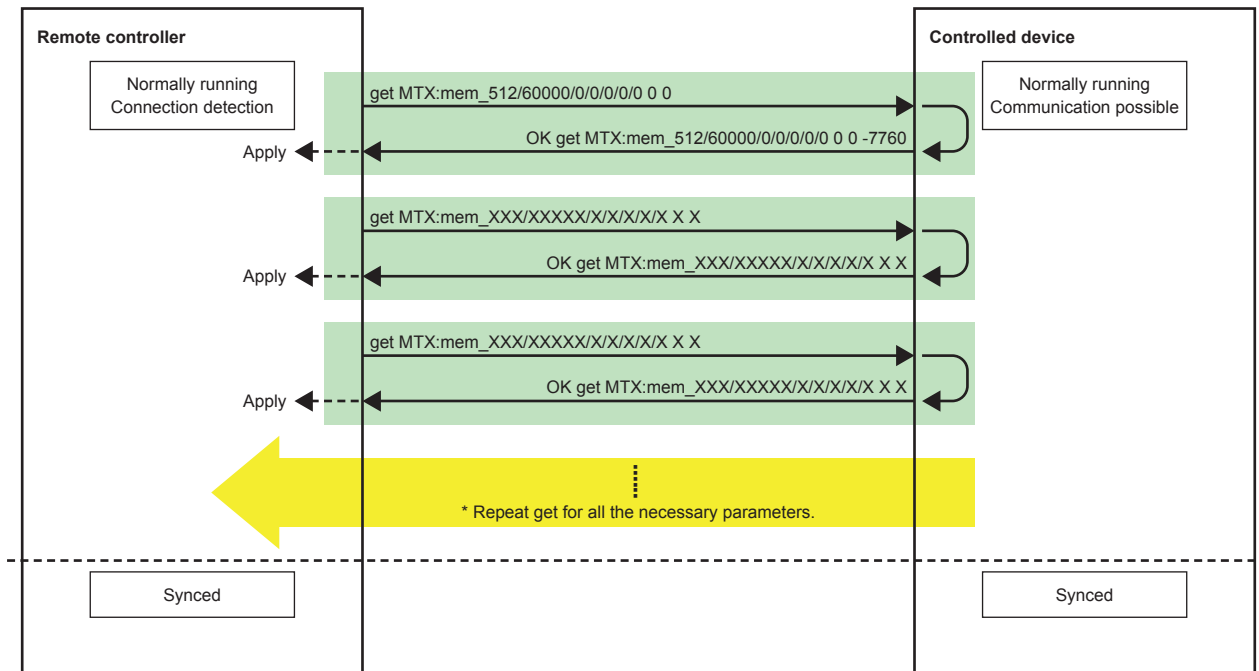 Remote controller
Controlled device
Normally running
Connection detection
Normally running
Communication possible
get MTX:mem_512/60000/0/0/0/0/0 0 0
OK get MTX:mem_512/60000/0/0/0/0/0 0 0 -7760
Apply
get MTX:mem_XXX/XXXXX/X/X/X/X/X X X
OK get MTX:mem_XXX/XXXXX/X/X/X/X/X X X
Apply
get MTX:mem_XXX/XXXXX/X/X/X/X/X X X
OK get MTX:mem_XXX/XXXXX/X/X/X/X/X X X
Apply
* Repeat get for all the necessary parameters.
Synced
Synced